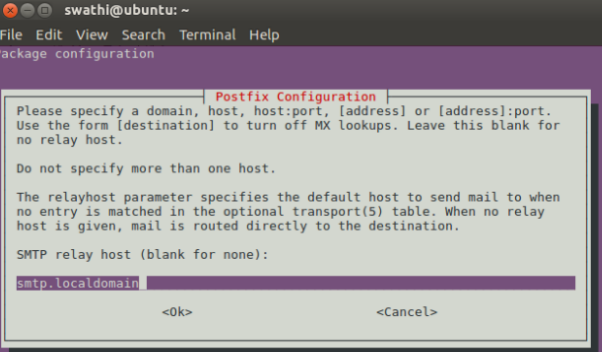 swathi@ubuntu: ~
File Edit View Search Terminal Help
ackage configuration
Postfix Configuration
Please specify a domain, host, host:port, [address] or [address]:port.
Use the form [destination] to turn off MX lookups. Leave this blank for
no relay host.
Do not specify more than one host.
The relayhost parameter specifies the default host to send mail to when
no entry is matched in the optional transport(5) table. When no relay
host is given, mail is routed directly to the destination.
SMTP relay host (blank for none):
smtp.localdomain
<Ok> <Cancel>